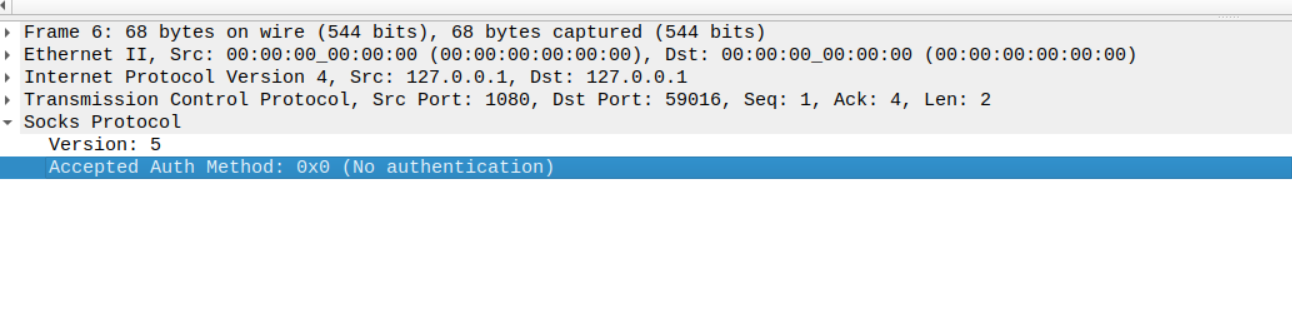 Frame 6: 68 bytes on wire (544 bits), 68 bytes captured (544 bits)
Ethernet II, Src: 00:00:00_00:00:00 (00:00:00:00:00:00), Dst: 00:00:00_00:00:00 (00:00:00:00:00:00)
Internet Protocol Version 4, Src: 127.0.0.1, Dst: 127.0.0.1
Transmission Control Protocol, Src Port: 1080, Dst Port: 59016, Seq: 1, Ack: 4, Len: 2
Socks Protocol
Version: 5
Accepted Auth Method: 0x0 (No authentication)